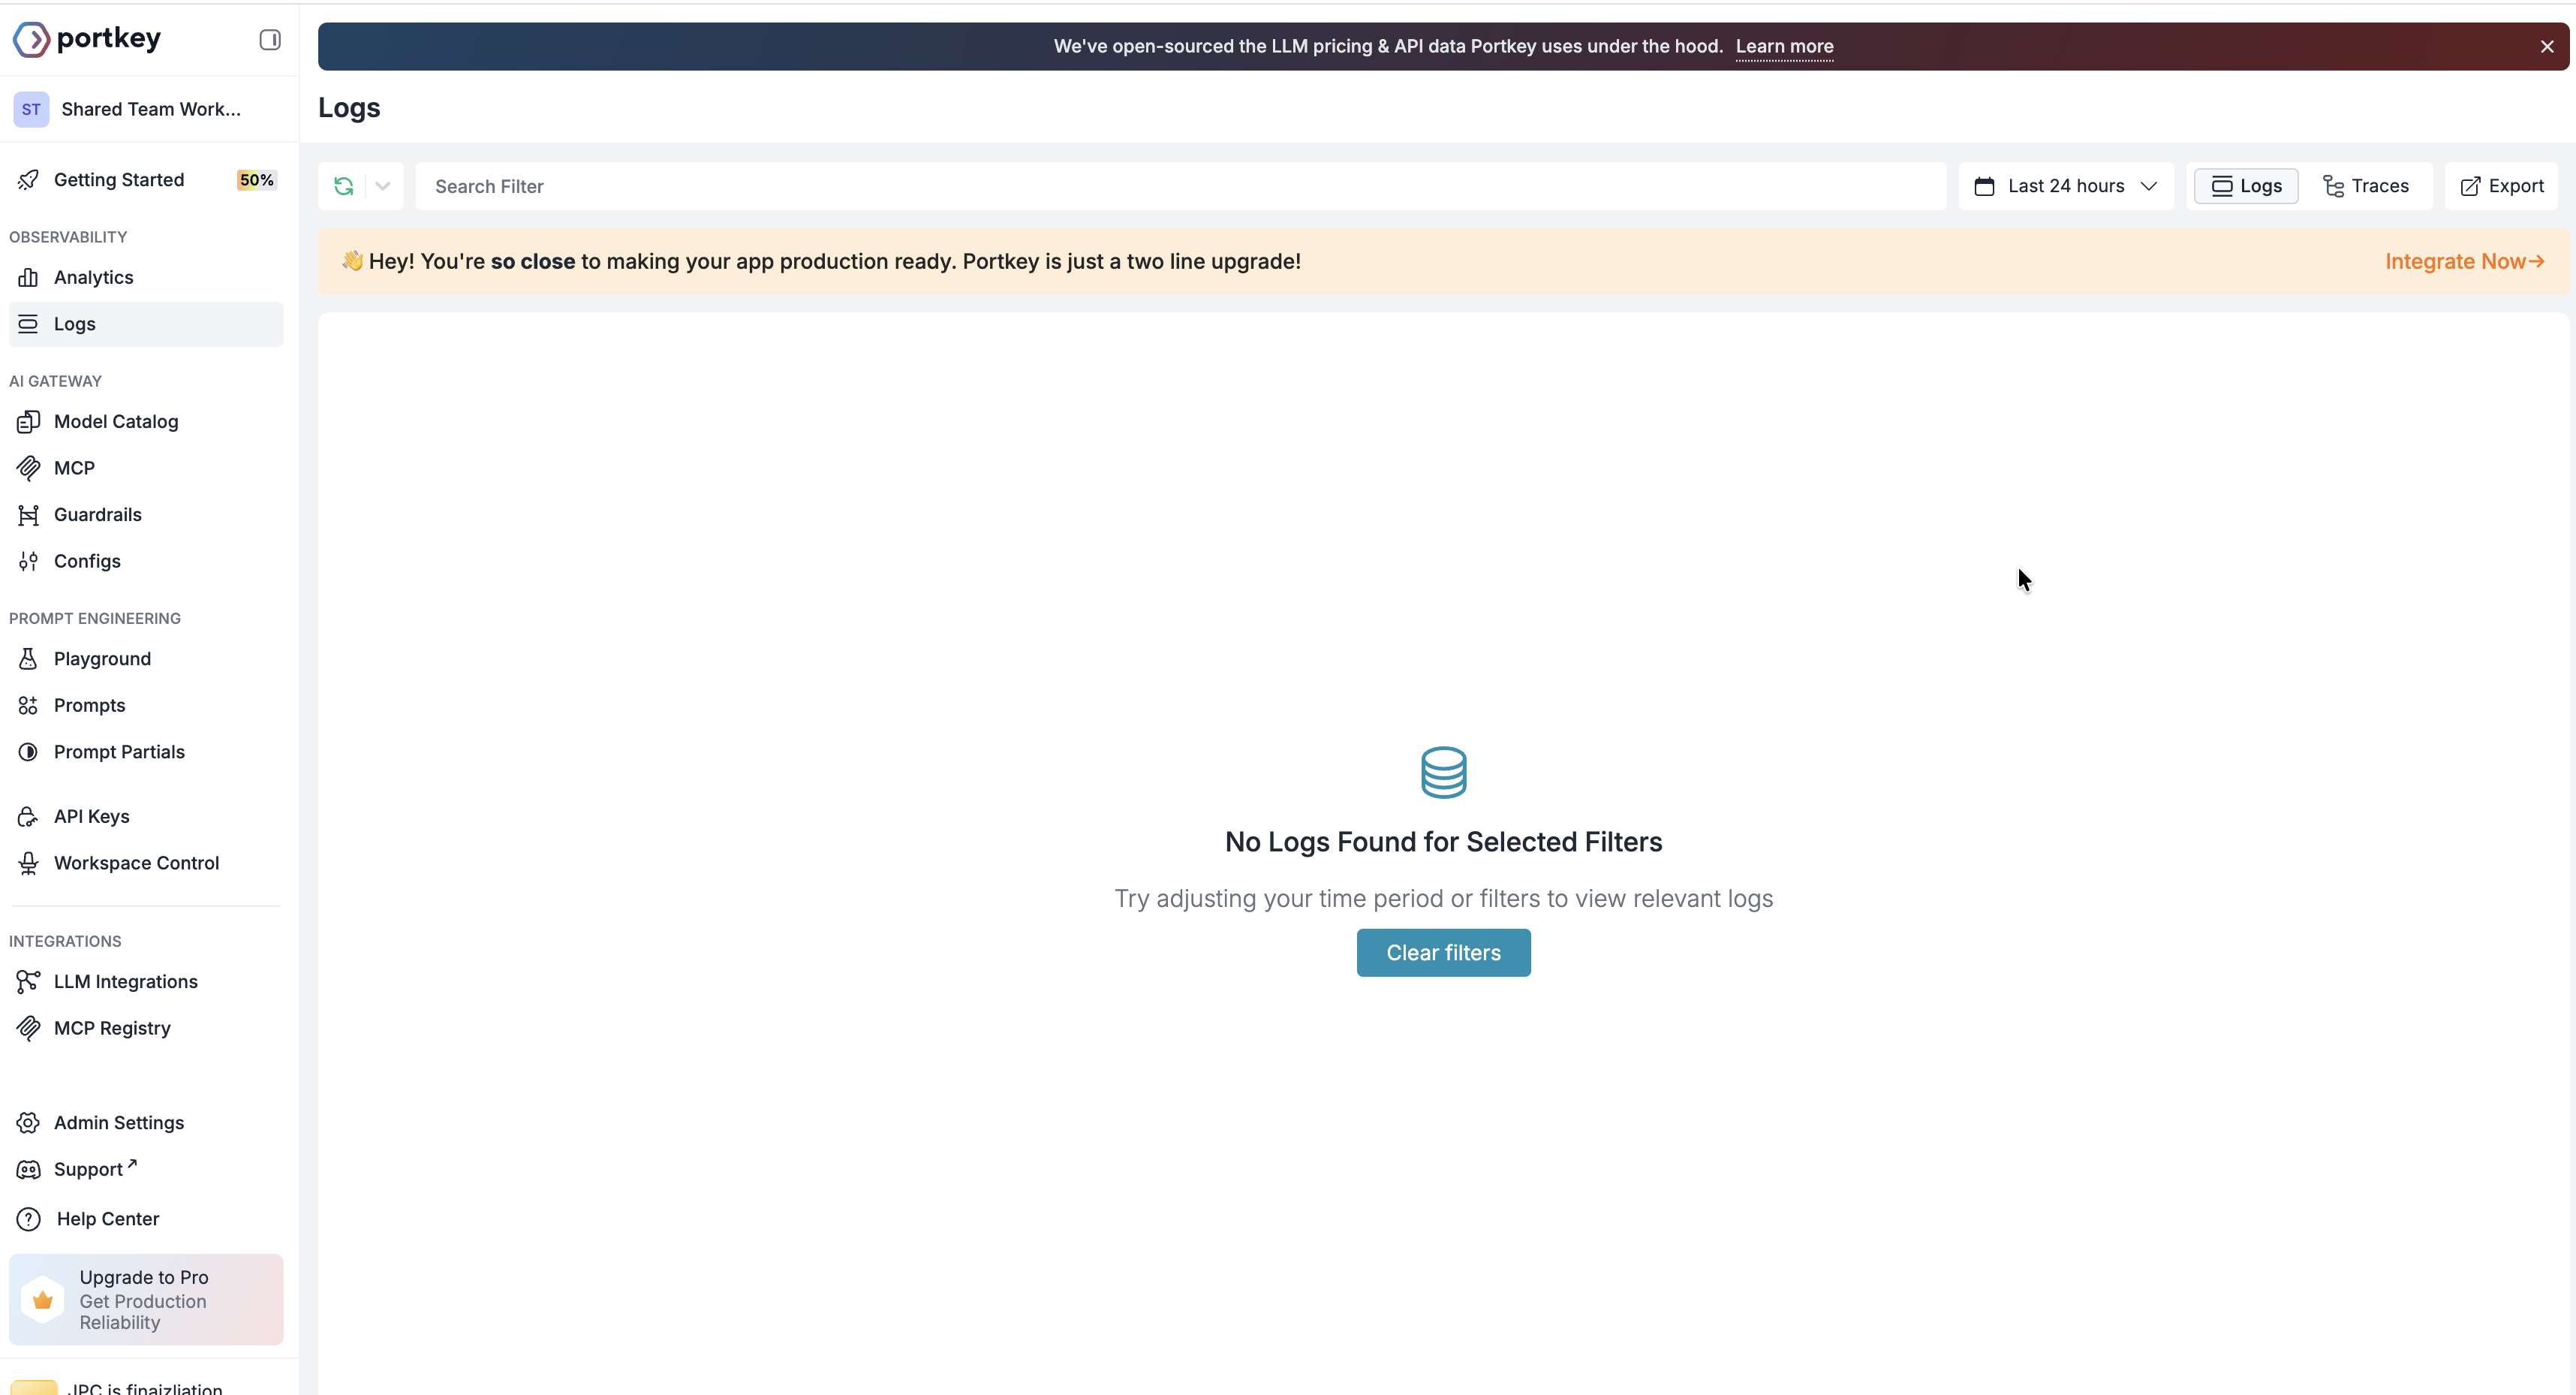 portkey
ST Shared Team Work...
Getting Started 50%
OBSERVABILITY
Analytics
Logs
AI GATEWAY
Model Catalog
MCP
Guardrails
Configs
PROMPT ENGINEERING
Playground
Prompts
Prompt Partials
API Keys
Workspace Control
INTEGRATIONS
LLM Integrations
MCP Registry
Admin Settings
Support
Help Center
Upgrade to Pro
Get Production
Reliability
JPC is finaizliation
We've open-sourced the LLM pricing & API data Portkey uses under the hood. Learn more
Logs
Search Filter
Last 24 hours
Logs
Traces
Export
👋 Hey! You're so close to making your app production ready. Portkey is just a two line upgrade!
Integrate Now→
No Logs Found for Selected Filters
Try adjusting your time period or filters to view relevant logs
Clear filters